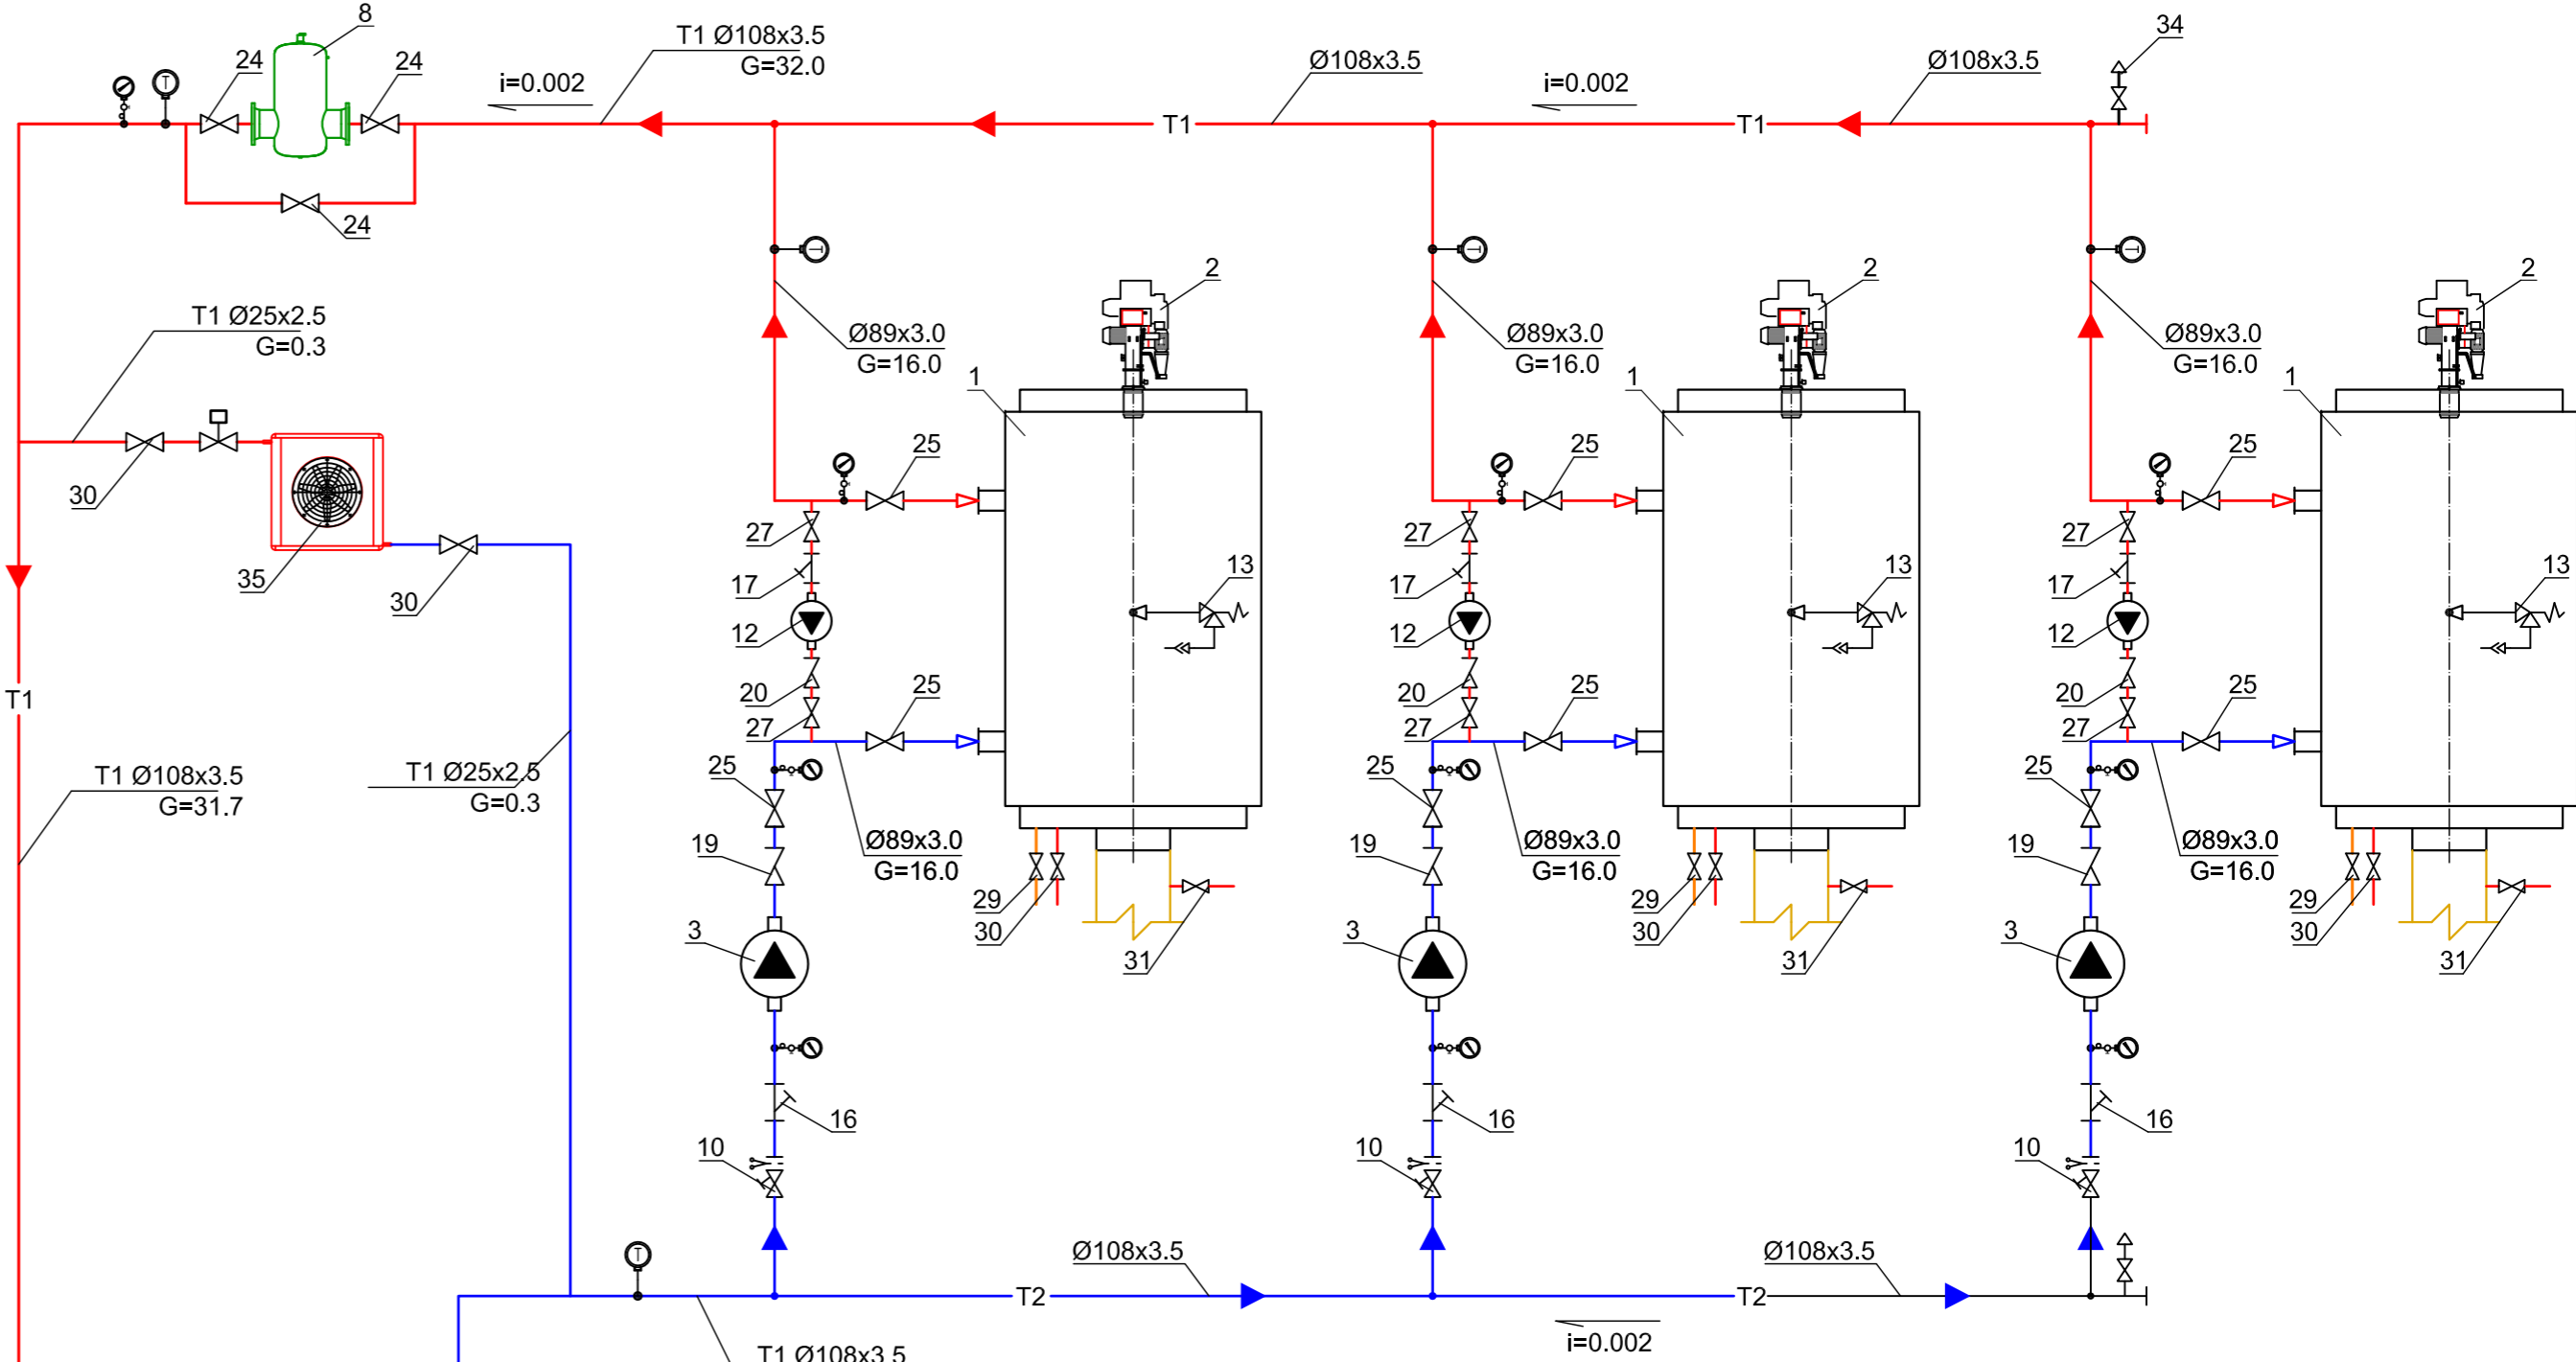 8
34
T1 Ø108x3.5
G=32.0
24
24
i=0.002
Ø108x3.5
i=0.002
Ø108x3.5
T1
T1
24
2
2
2
T1 Ø25x2.5
G=0.3
Ø89x3.0
G=16.0
Ø89x3.0
G=16.0
Ø89x3.0
G=16.0
1
1
1
25
25
25
30
27
27
27
35
30
17
13
17
13
17
13
12
12
12
T1
20
25
20
25
20
25
27
27
27
T1 Ø108x3.5
G=31.7
T1 Ø25x2.5
G=0.3
25
25
25
19
Ø89x3.0
G=16.0
19
Ø89x3.0
G=16.0
19
Ø89x3.0
G=16.0
29
29
29
3
30
3
30
3
30
31
31
31
16
16
16
10
10
10
T
Ø108x3.5
Ø108x3.5
T2
T2
i=0.002
T1 Ø108x3.5